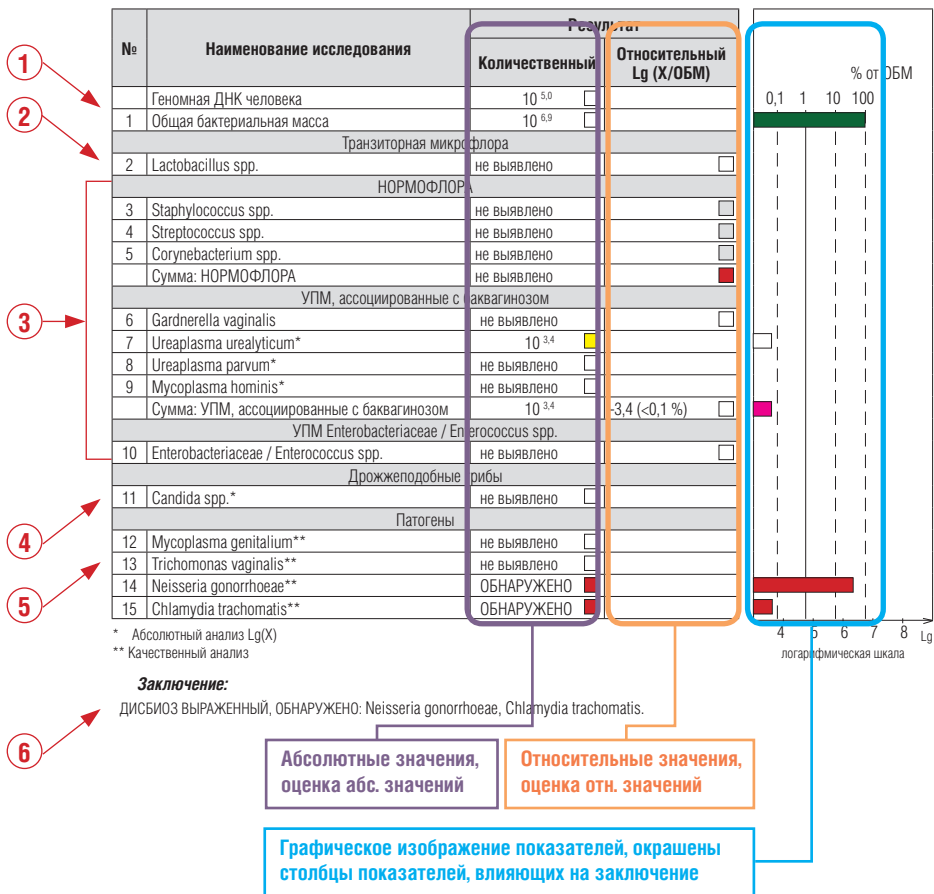 Результат
№ Наименование исследования Количественный Относительный Lg (Х/ОБМ)
% от ОБМ
0,1 1 10 100
1
Геномная ДНК человека 10 5,0
1 Общая бактериальная масса 10 6,9
2
Транзиторная микрофлора
2 Lactobacillus spp. не выявлено
НОРМОФЛОРА
3 Staphylococcus spp. не выявлено
4 Streptococcus spp. не выявлено
5 Corynebacterium spp. не выявлено
Сумма: НОРМОФЛОРА не выявлено
УПМ, ассоциированные с баквагинозом
3
6 Gardnerella vaginalis не выявлено
7 Ureaplasma urealyticum* 10 3,4
8 Ureaplasma parvum* не выявлено
9 Mycoplasma hominis* не выявлено
Сумма: УПМ, ассоциированные с баквагинозом 10 3,4 -3,4 (<0,1 %)
УПМ Enterobacteriaceae / Enterococcus spp.
10 Enterobacteriaceae / Enterococcus spp. не выявлено
Дрожжеподобные грибы
11 Candida spp.* не выявлено
4
Патогены
12 Mycoplasma genitalium** не выявлено
13 Trichomonas vaginalis** не выявлено
5
14 Neisseria gonorrhoeae** ОБНАРУЖЕНО
15 Chlamydia trachomatis** ОБНАРУЖЕНО
4 5 6 7 8 Lg
логарифмическая шкала
* Абсолютный анализ Lg(X)
** Качественный анализ
Заключение:
ДИСБИОЗ ВЫРАЖЕННЫЙ, ОБНАРУЖЕНО: Neisseria gonorrhoeae, Chlamydia trachomatis.
6
Абсолютные значения,
оценка абс. значений
Относительные значения,
оценка отн. значений
Графическое изображение показателей, окрашены
столбцы показателей, влияющих на заключение